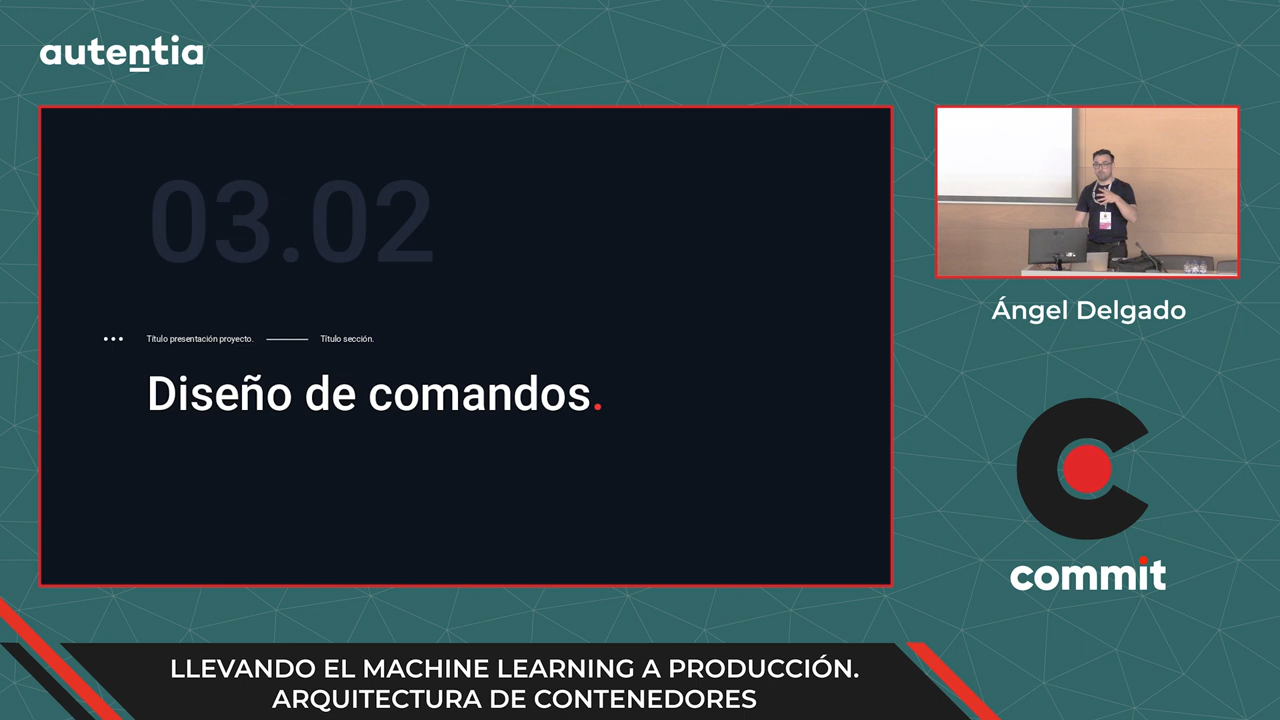 autentia
03.02
Título presentación proyecto. Título sección.
Diseño de comandos.
Ángel Delgado
commit
LLEVANDO EL MACHINE LEARNING A PRODUCCIÓN.
ARQUITECTURA DE CONTENEDORES